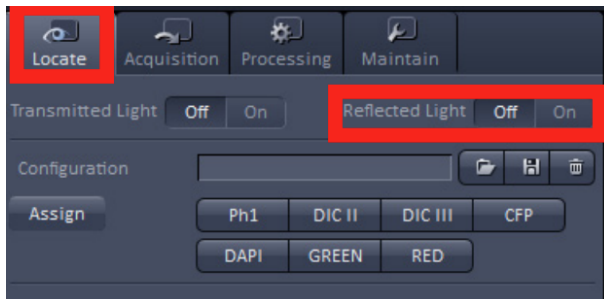 Locate Acquisition Processing Maintain
Transmitted Light Off On Reflected Light Off On
Configuration
Assign Ph1 DIC II DIC III CFP
DAPI GREEN RED